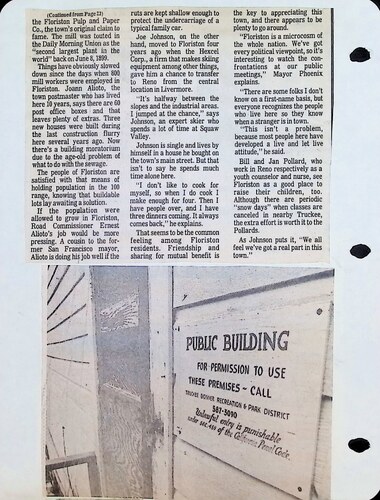 (Continued from Page 23)
the Floriston Pulp and Paper
Co., the town's original claim to
fame. The mill was touted in
the Daily Morning Union as the
"second largest plant in the
world" back on June 6, 1899.
Things have obviously slowed
down since the days when 800
mill workers were employed in
Floriston. Joann Alioto, the
town postmaster who has lived
here 10 years, says there are 60
post office boxes and that
leaves plenty of extras. Three
new houses were built during
the last construction flurry
here several years ago. Now
there's a building moratorium
due to the age-old problem of
what to do with the sewage.
The people of Floriston are
satisfied with that means of
holding population in the 100
range, knowing that buildable
lots lay awaiting a solution.
If the population were
allowed to grow in Floriston,
Road Commissioner Ernest
Alioto's job would be more
pressing. A cousin to the for-
mer San Francisco mayor,
Alioto is doing his job well if the
ruts are kept shallow enough to
protect the undercarriage of a
typical family car.
Joe Johnson, on the other
hand, moved to Floriston four
years ago when the Hexcel
Corp., a firm that makes skiing
equipment among other things,
gave him a chance to transfer
to Reno from the central
location in Livermore.
"It's halfway between the
slopes and the industrial areas.
I jumped at the chance," says
Johnson, an expert skier who
spends a lot of time at Squaw
Valley.
Johnson is single and lives by
himself in a house he bought on
the town's main street. But that
isn't to say he spends much
time alone here.
"I don't like to cook for
myself, so when I do cook I
make enough for four. Then I
have people over, and I have
three dinners coming. It always
comes back," he explains.
That seems to be the common
feeling among Floriston
residents. Friendship and
sharing for mutual benefit is
the key to appreciating this
town, and there appears to be
plenty to go around.
"Floriston is a microcosm of
the whole world. We've got
every political viewpoint, so it's
interesting to watch the con-
frontations at our public
meetings," Mayor Phoenix
explains.
"There are some folks I don't
know on a first-name basis, but
everyone recognizes the people
who live here so they know
when a stranger is in town.
"This isn't a problem,
because most people here have
developed a live and let live
attitude," he said.
Bill and Jan Pollard, who
work in Reno respectively as a
youth counselor and nurse, see
Floriston as a good place to
raise their children, too.
Although there are periodic
"snow days" when classes are
canceled in nearby Truckee,
the extra effort is worth it to the
Pollards.
As Johnson puts it, "We all
feel we've got a real part in this
town."
PUBLIC BUILDING
FOR PERMISSION TO USE
THESE PREMISES - CALL
TRUCKEE DONNER RECREATION & PARK DISTRICT
587-3090
Unlawful entry is punishable
under sec. 459 of the California Penal Code.